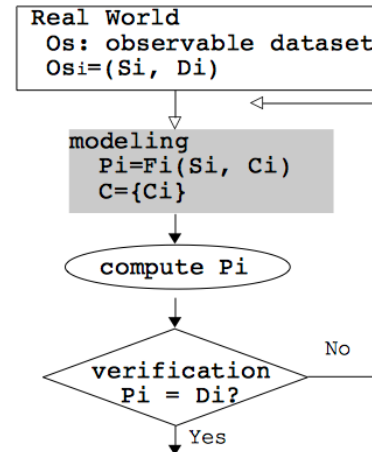 Real World
Os: observable dataset
Osi=(Si, Di)
modeling
Pi=Fi(Si, Ci)
C={Ci}
compute Pi
verification
Pi = Di?
No
Yes